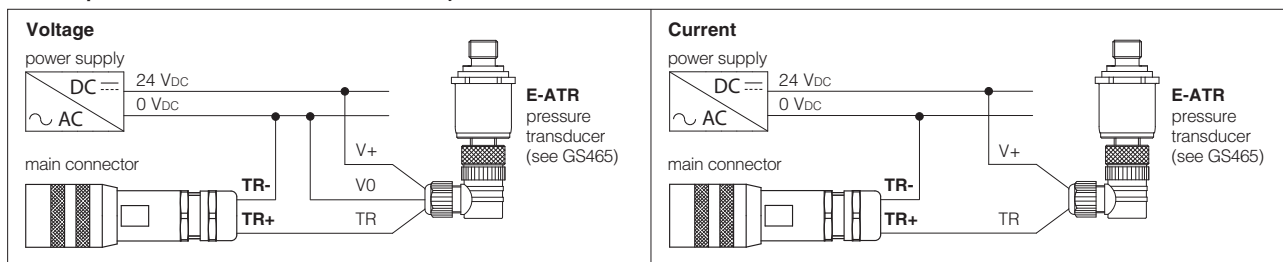 Voltage
power supply
DC
AC
24 VDC
0 VDC
E-ATR
pressure
transducer
(see GS465)
main connector
V+
TR-
V0
TR+
TR
Current
power supply
DC
AC
24 VDC
0 VDC
E-ATR
pressure
transducer
(see GS465)
main connector
V+
TR-
TR+
TR